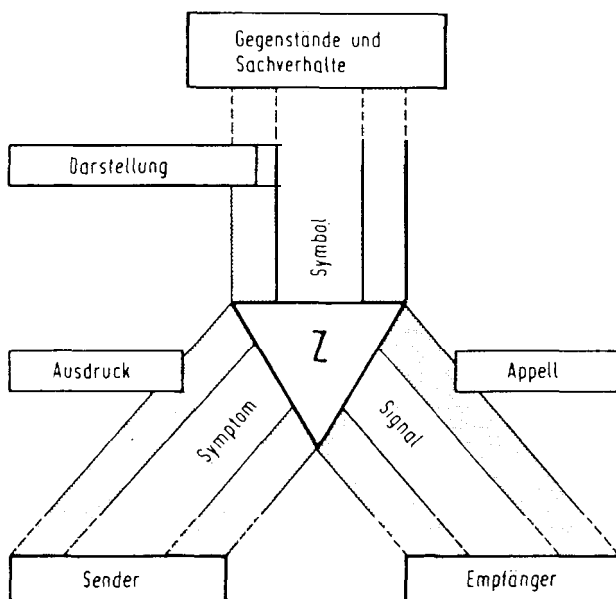 Gegenstände und
Sachverhalte
Darstellung
Symbol
Z
Ausdruck
Appell
Symptom
Signal
Sender
Empfänger